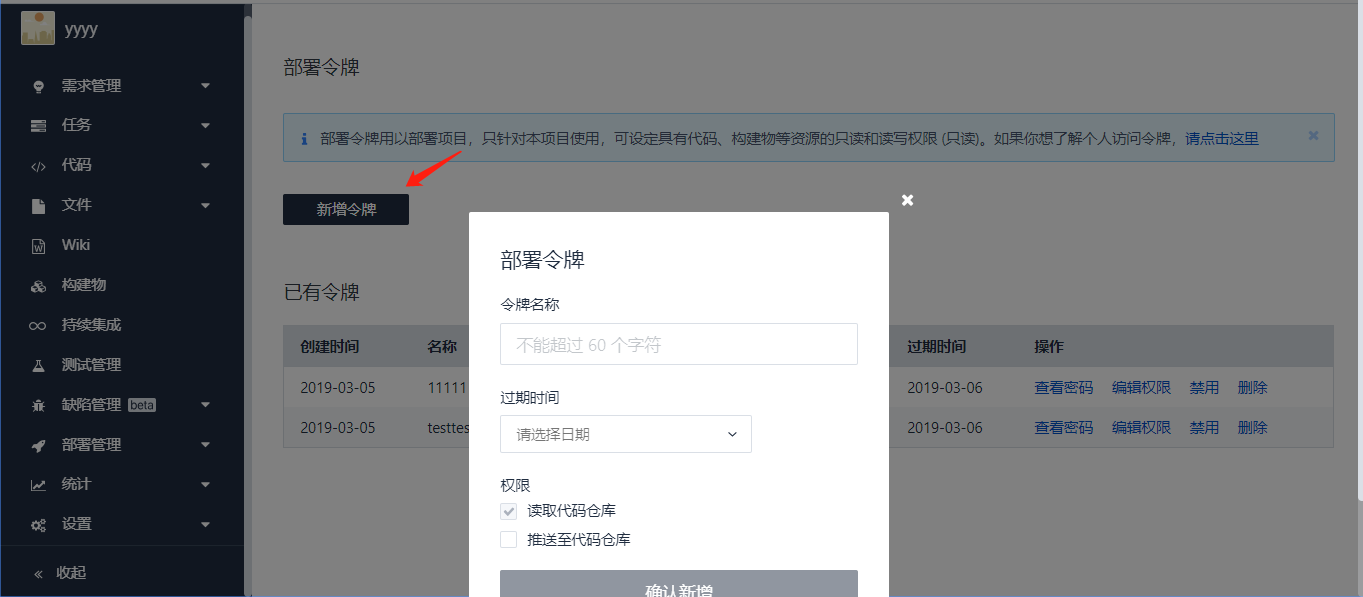 yyyy
需求管理
任务
代码
文件
Wiki
构建物
持续集成
测试管理
缺陷管理 beta
部署管理
统计
设置
« 收起
部署令牌
部署令牌用以部署项目，只针对本项目使用，可设定具有代码、构建物等资源的只读和读写权限 (只读)。如果你想了解个人访问令牌，请点击这里
新增令牌
已有令牌
创建时间 名称 过期时间 操作
2019-03-05 11111 2019-03-06 查看密码 编辑权限 禁用 删除
2019-03-05 testtes 2019-03-06 查看密码 编辑权限 禁用 删除
部署令牌
令牌名称
不能超过 60 个字符
过期时间
请选择日期
权限
读取代码仓库
推送至代码仓库
确认新增